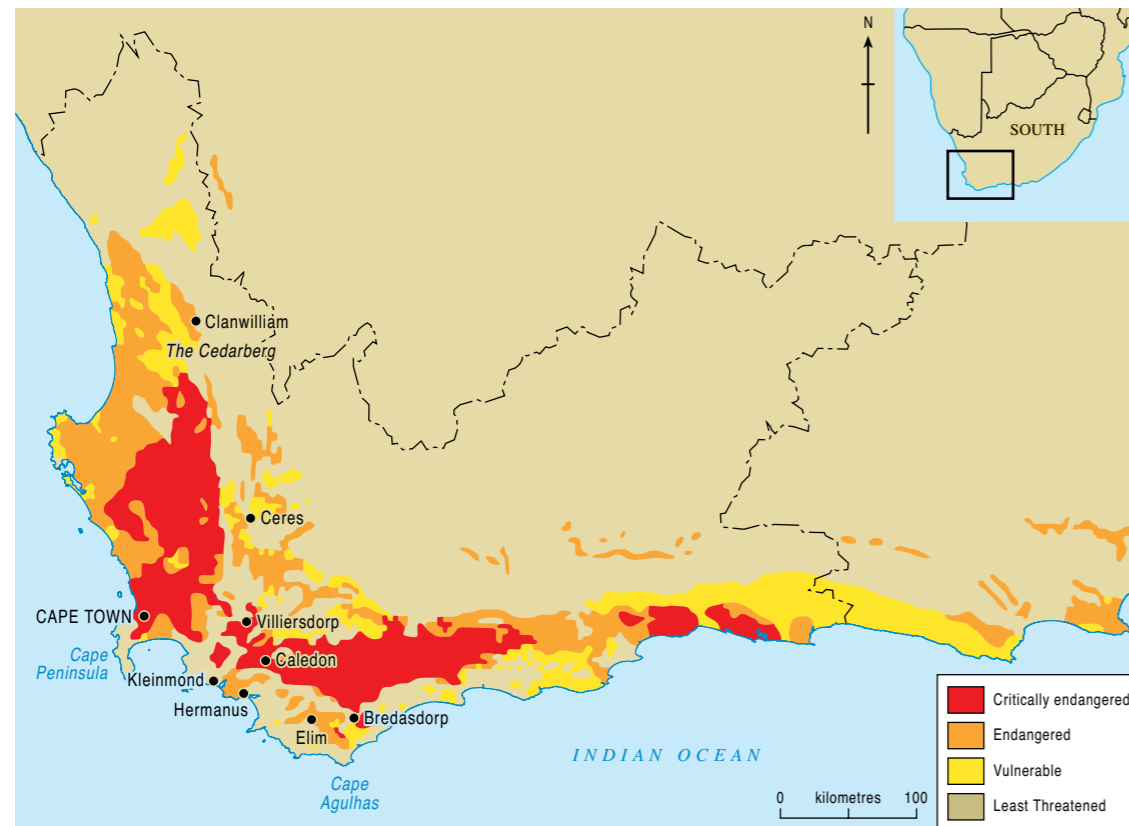 N
SOUTH
Clanwilliam
The Cedarberg
Ceres
CAPE TOWN
Villiersdorp
Cape
Peninsula
Caledon
Kleinmond
Hermanus
Bredasdorp
Elim
INDIAN OCEAN
Cape
Agulhas
0 kilometres 100
Critically endangered
Endangered
Vulnerable
Least Threatened